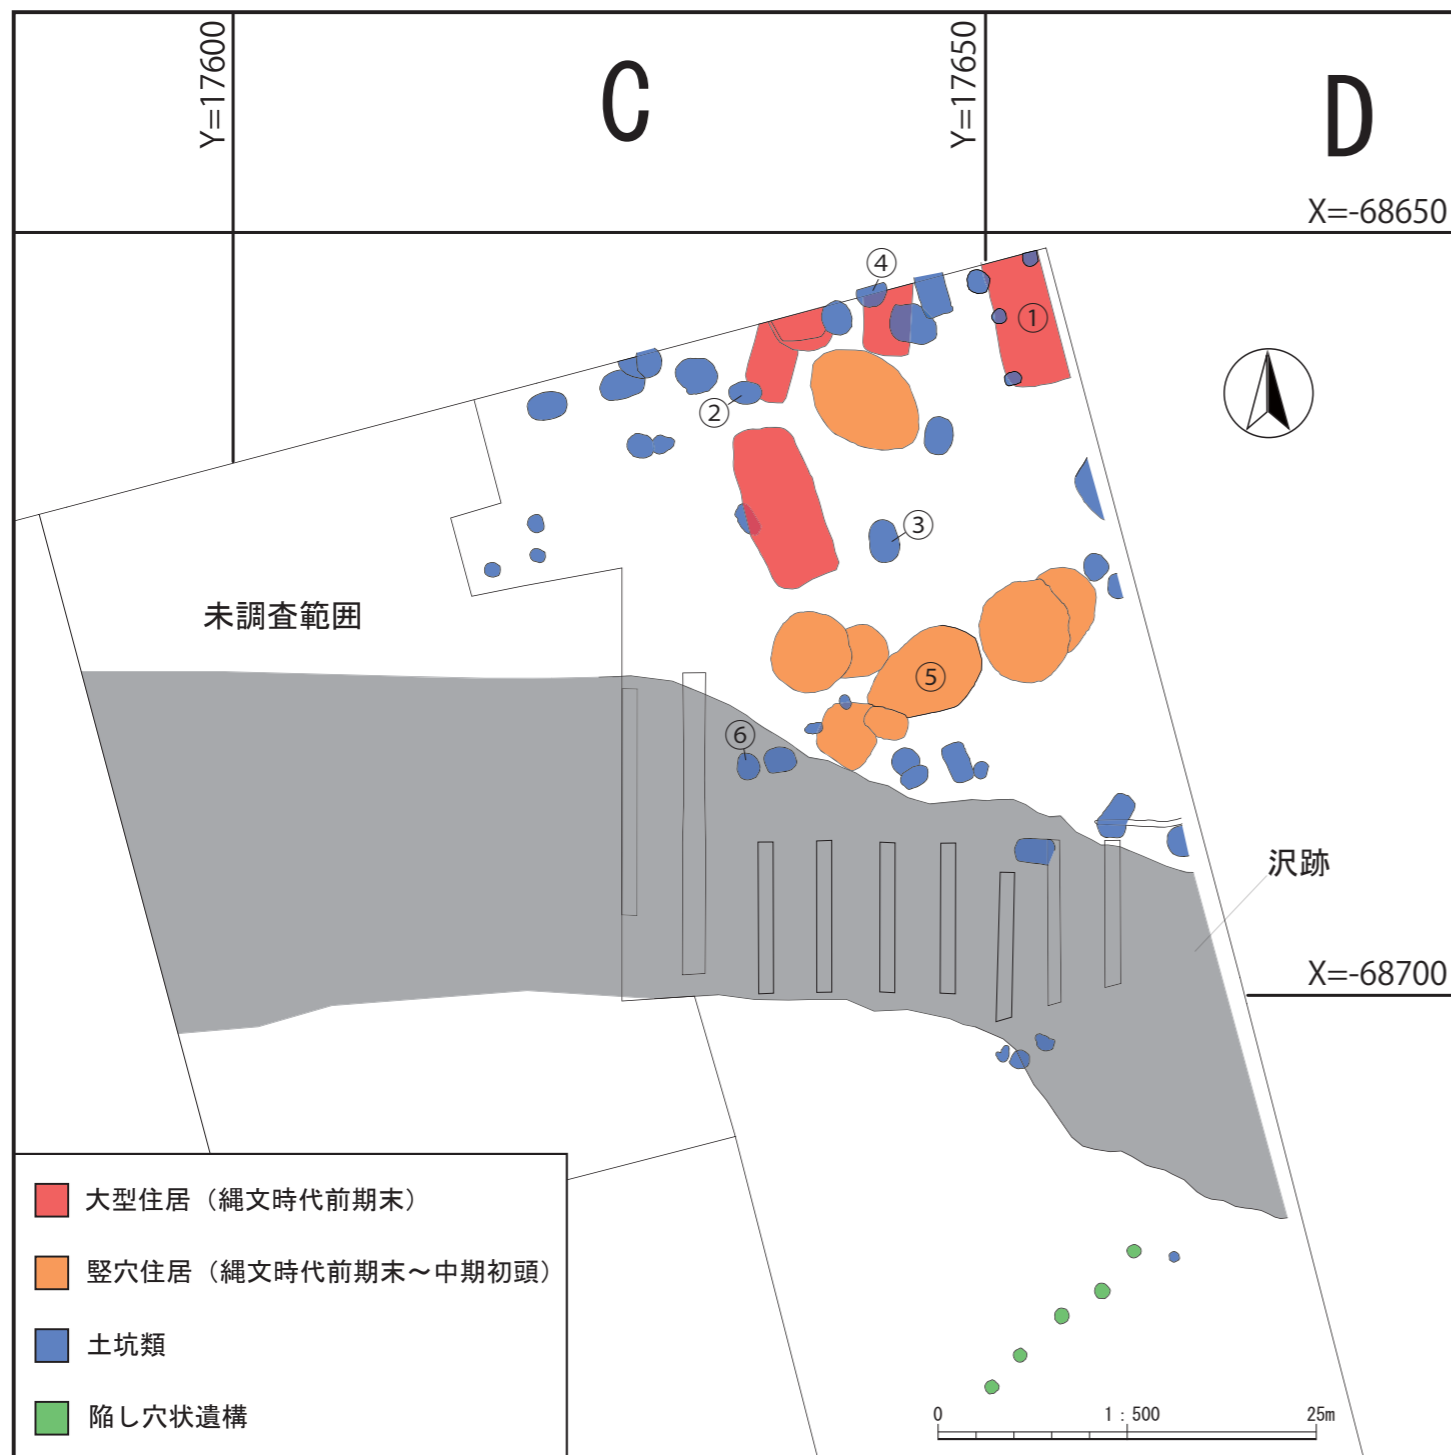 Y=17600
C
Y=17650
D
X=-68650
④
①
②
③
未調査範囲
⑤
⑥
沢跡
X=-68700
大型住居（縄文時代前期末）
竪穴住居（縄文時代前期末～中期初頭）
土坑類
陥し穴状遺構
0 1 : 500 25m